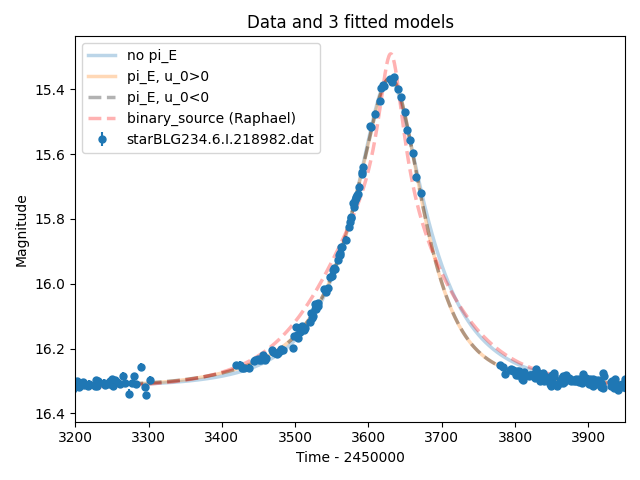 Data and 3 fitted models
no pi_E
pi_E, u_0>0
pi_E, u_0<0
binary_source (Raphael)
starBLG234.6.I.218982.dat
Magnitude
15.4
15.6
15.8
16.0
16.2
16.4
3200 3300 3400 3500 3600 3700 3800 3900
Time - 2450000